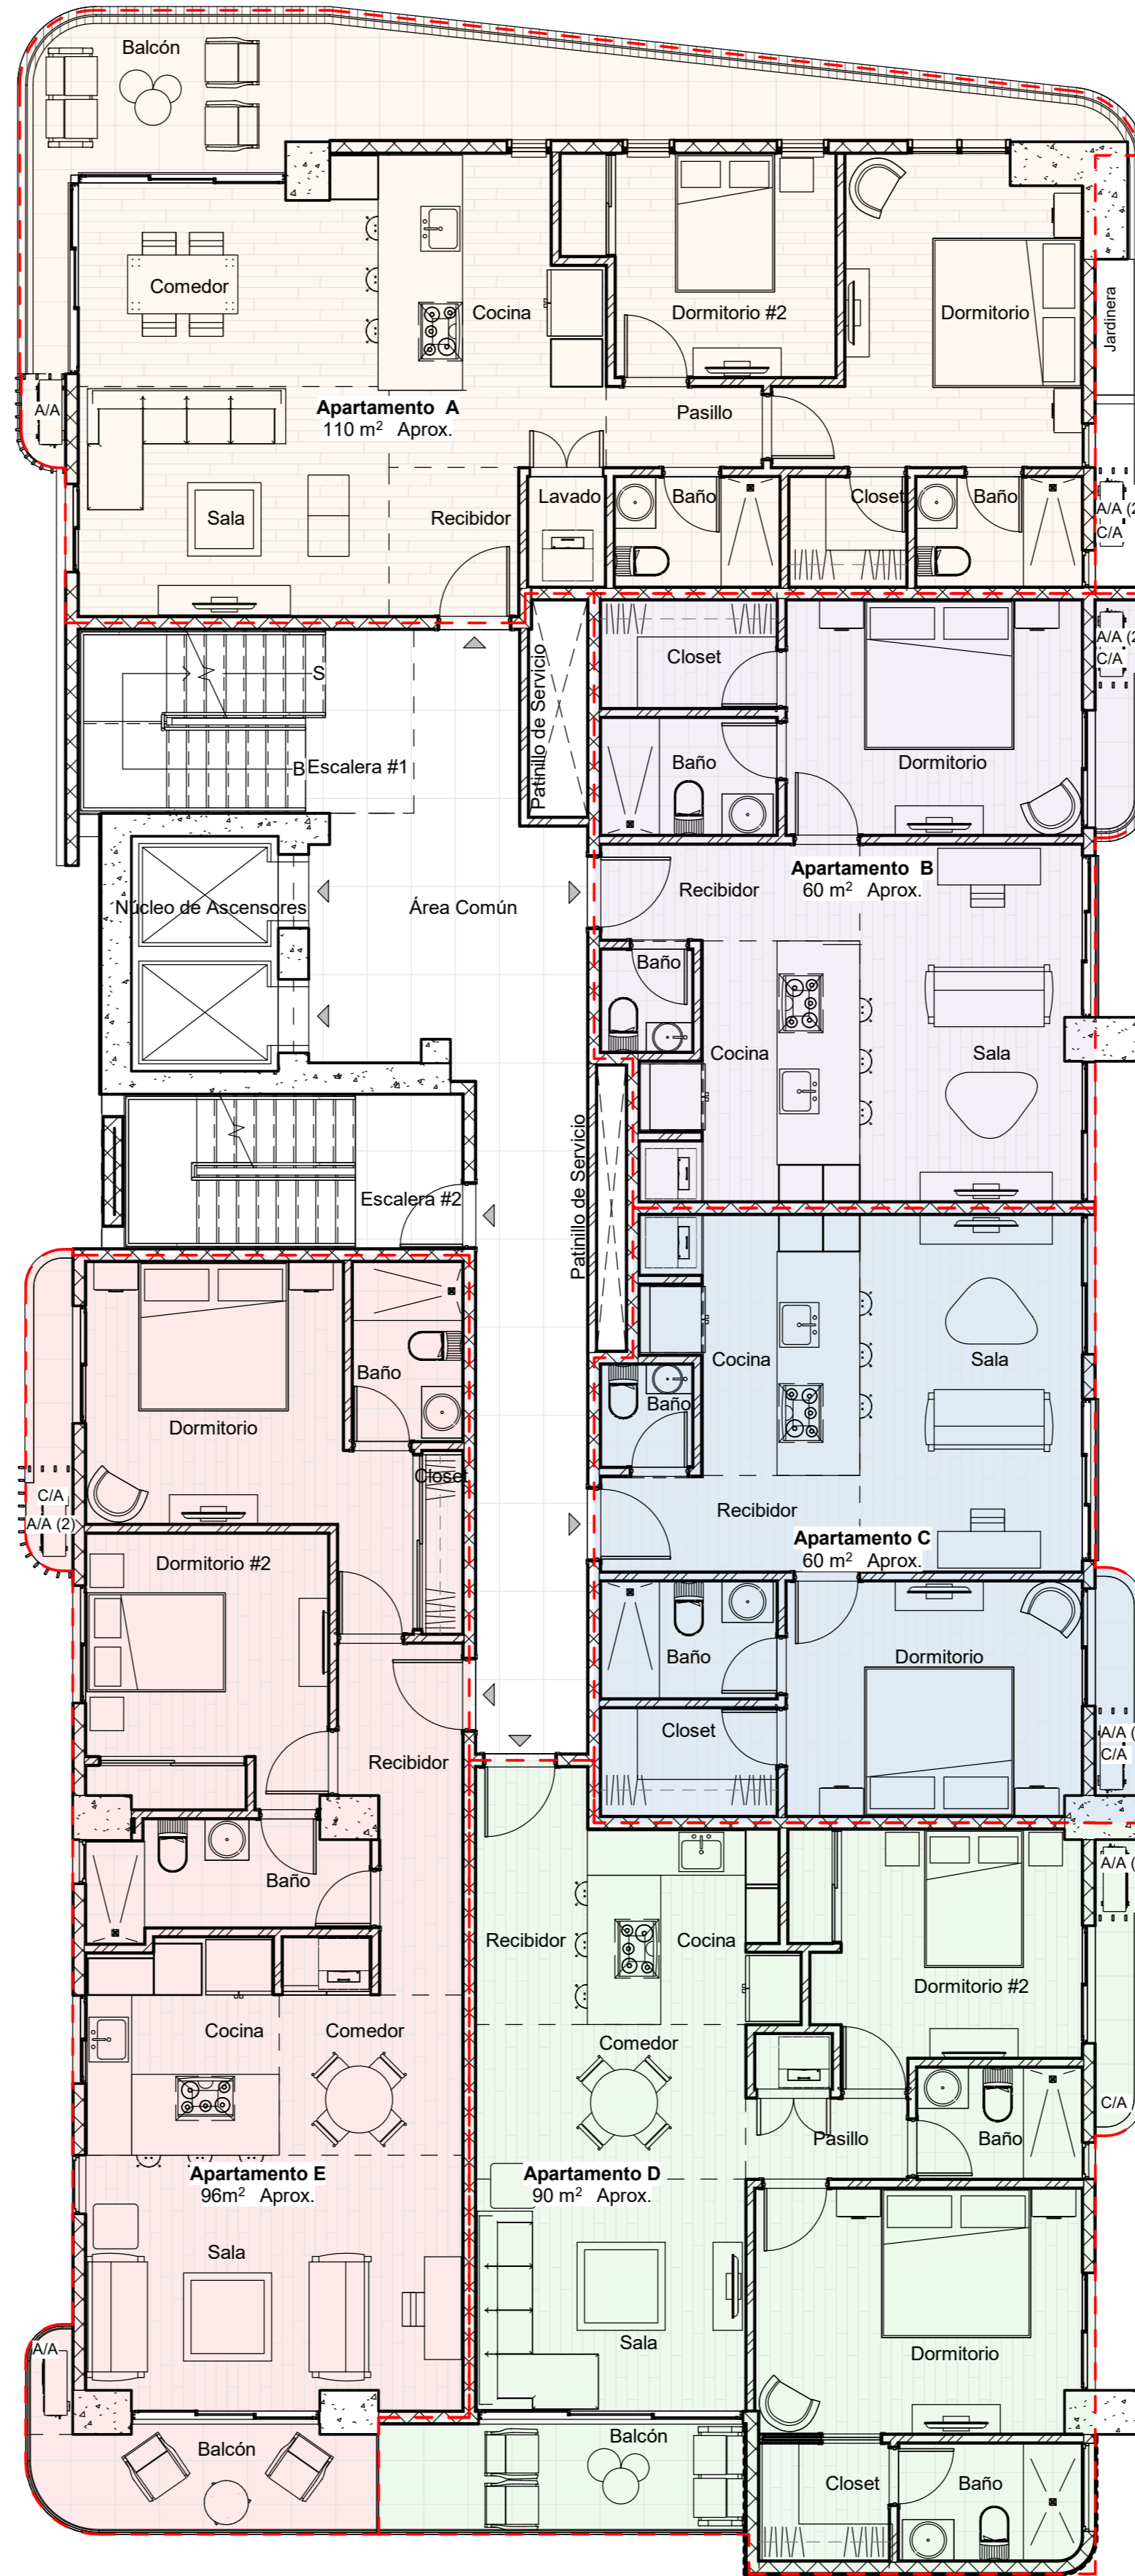 Balcón
Comedor
Cocina
Dormitorio #2
Dormitorio
Jardinera
A/A
Apartamento A
110 m² Aprox.
Pasillo
Sala
Recibidor
Lavado
Baño
Closet
Baño
A/A (2
C/A
S
B
Escalera #1
Patinillo de Servicio
Closet
Baño
Dormitorio
A/A (2
C/A
Núcleo de Ascensores
Área Común
Recibidor
Apartamento B
60 m² Aprox.
Baño
Cocina
Sala
Escalera #2
Patinillo de Servicio
Cocina
Sala
Baño
Recibidor
Apartamento C
60 m² Aprox.
Baño
Dormitorio
Closet
A/A (
C/A
Baño
Dormitorio
Closet
C/A
A/A (2)
Dormitorio #2
Recibidor
Baño
Cocina
Comedor
Apartamento E
96m² Aprox.
Sala
A/A
Balcón
Recibidor
Cocina
A/A (
Dormitorio #2
Comedor
C/A
Pasillo
Baño
Apartamento D
90 m² Aprox.
Sala
Dormitorio
Balcón
Closet
Baño